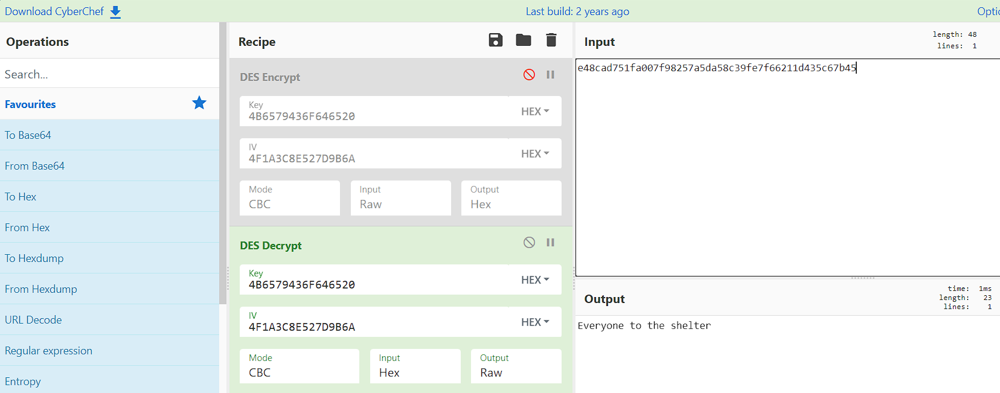 Download CyberChef
Last build: 2 years ago
Optio
Operations
Search...
Favourites
To Base64
From Base64
To Hex
From Hex
To Hexdump
From Hexdump
URL Decode
Regular expression
Entropy
Recipe
DES Encrypt
Key
4B6579436F646520
HEX
IV
4F1A3C8E527D9B6A
HEX
Mode
CBC
Input
Raw
Output
Hex
DES Decrypt
Key
4B6579436F646520
HEX
IV
4F1A3C8E527D9B6A
HEX
Mode
CBC
Input
Hex
Output
Raw
Input
length: 48
lines: 1
e48cad751fa007f98257a5da58c39fe7f66211d435c67b45
Output
time: 1ms
length: 23
lines: 1
Everyone to the shelter